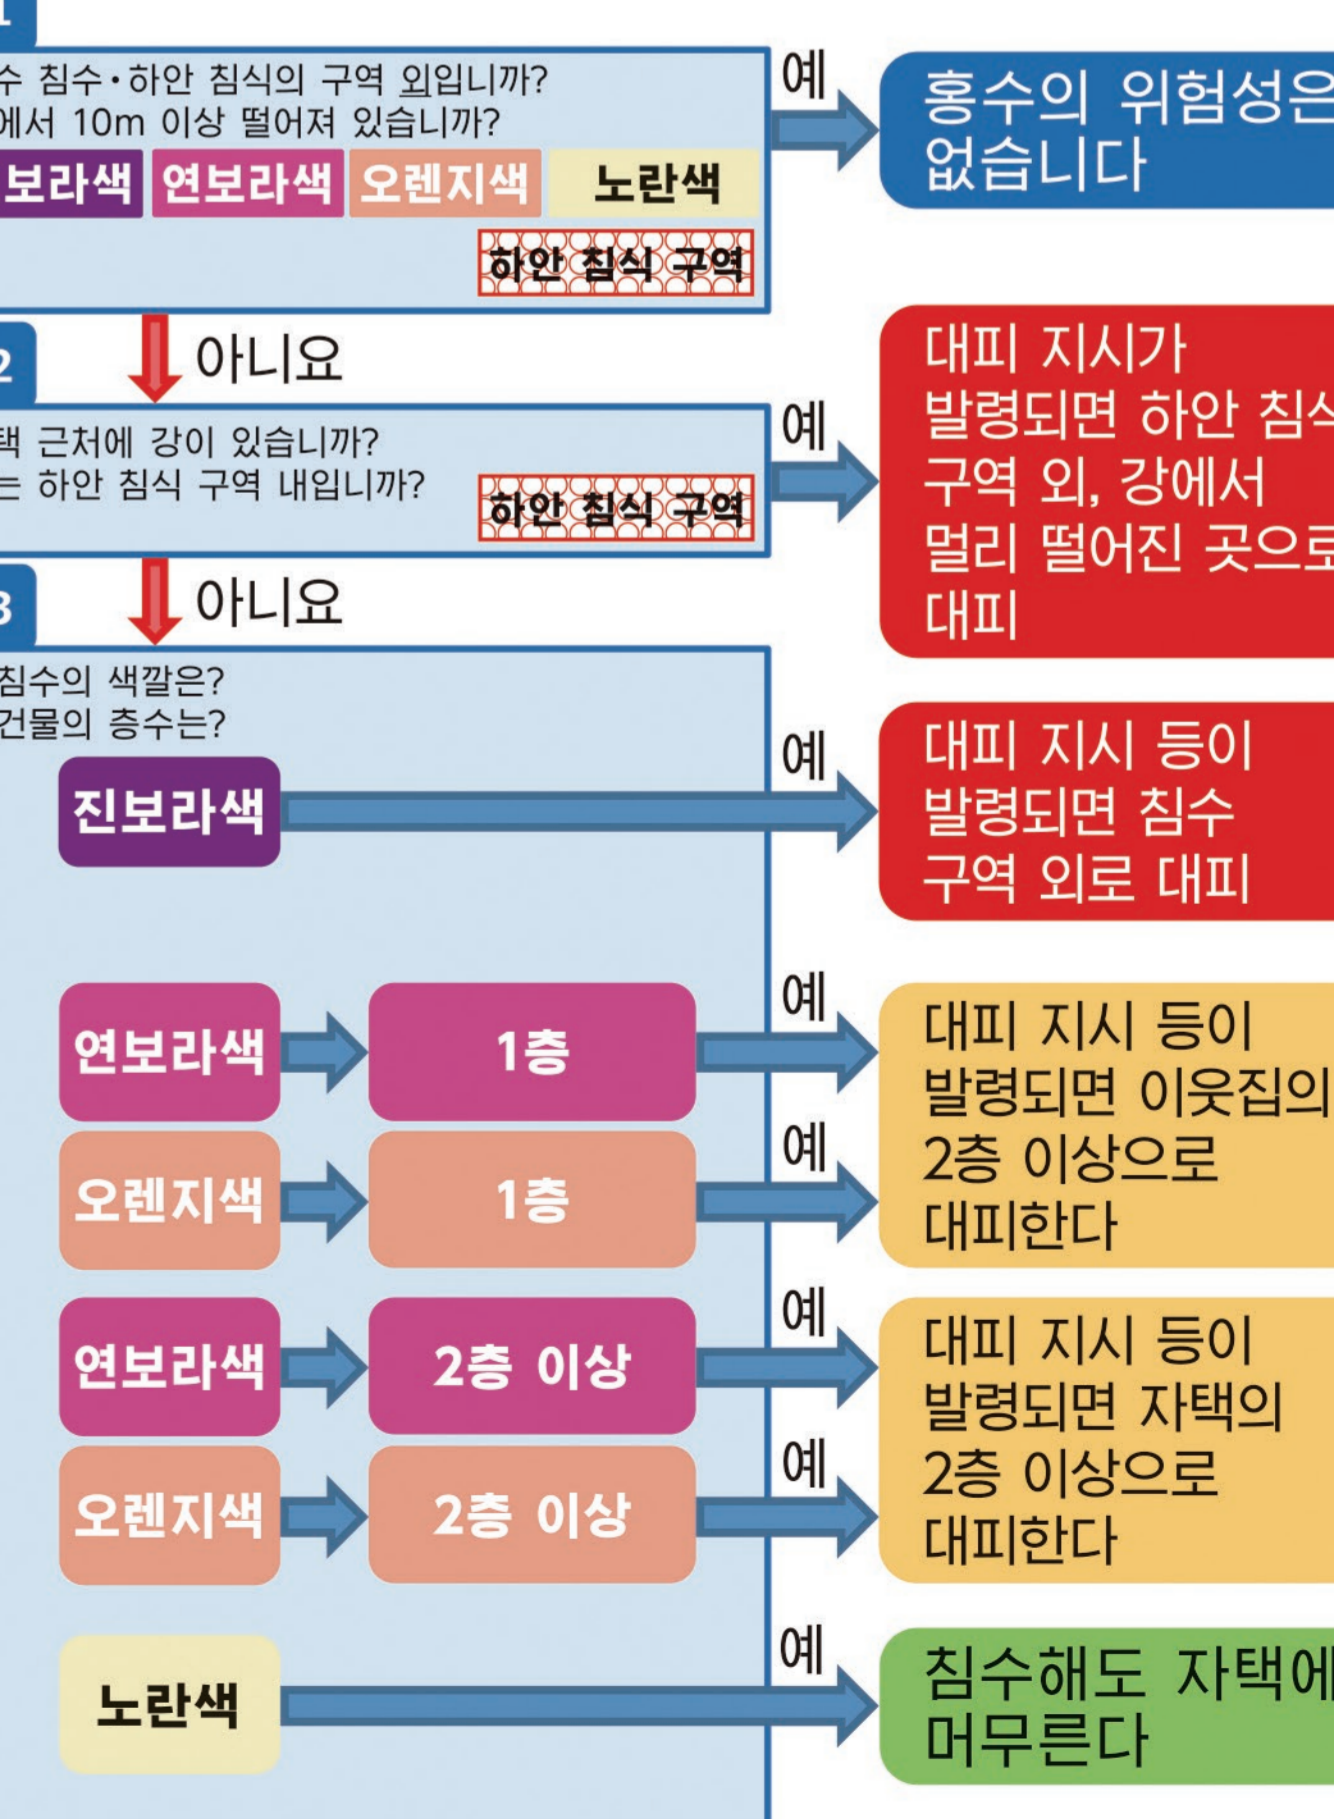 1
수 침수・하안 침식의 구역 외입니까?
에서 10m 이상 떨어져 있습니까?
보라색 연보라색 오렌지색 노란색
하안 침식 구역
예
홍수의 위험성은
없습니다
아니요
2
택 근처에 강이 있습니까?
는 하안 침식 구역 내입니까?
하안 침식 구역
예
대피 지시가
발령되면 하안 침식
구역 외, 강에서
멀리 떨어진 곳으로
대피
아니요
3
침수의 색깔은?
건물의 층수는?
진보라색
예
대피 지시 등이
발령되면 침수
구역 외로 대피
연보라색
1층
예
오렌지색
1층
예
대피 지시 등이
발령되면 이웃집의
2층 이상으로
대피한다
연보라색
2층 이상
예
오렌지색
2층 이상
예
대피 지시 등이
발령되면 자택의
2층 이상으로
대피한다
노란색
예
침수해도 자택에
머무른다